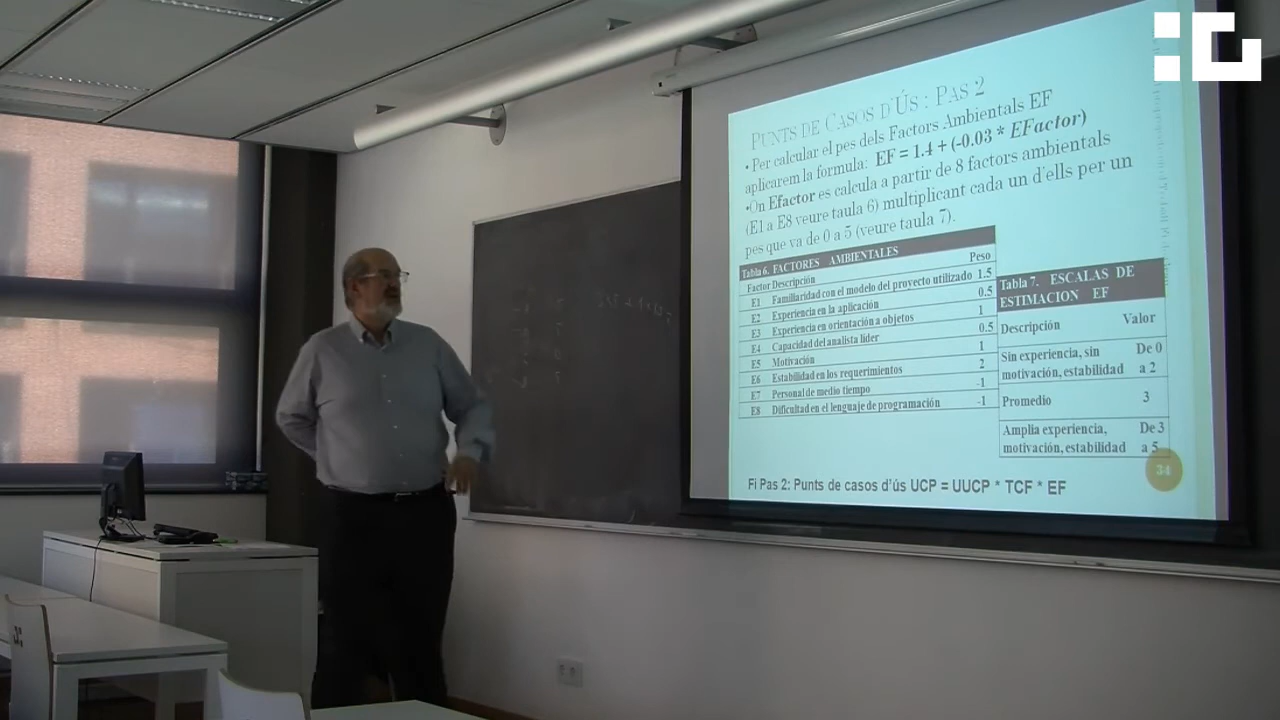 PUNTS DE CASOS D'ÚS : PAS 2
• Per calcular el pes dels Factors Ambientals EF
aplicarem la formula: EF = 1.4 + (-0.03 * EFactor)
•On Efactor es calcula a partir de 8 factors ambientals
(E1 a E8 veure taula 6) multiplicant cada un d'ells per un
pes que va de 0 a 5 (veure taula 7).
Tabla 6. FACTORES AMBIENTALES
Factor Descripción Peso
E1 Familiaridad con el modelo del proyecto utilizado 1.5
E2 Experiencia en la aplicación 0.5
E3 Experiencia en orientación a objetos 1
E4 Capacidad del analista líder 0.5
E5 Motivación 1
E6 Estabilidad en los requerimientos 2
E7 Personal de medio tiempo -1
E8 Dificultad en el lenguaje de programación -1
Tabla 7. ESCALAS DE
ESTIMACION EF
Descripción Valor
Sin experiencia, sin De 0
motivación, estabilidad a 2
Promedio 3
Amplia experiencia, De 3
motivación, estabilidad a 5
34
Fi Pas 2: Punts de casos d'ús UCP = UUCP * TCF * EF